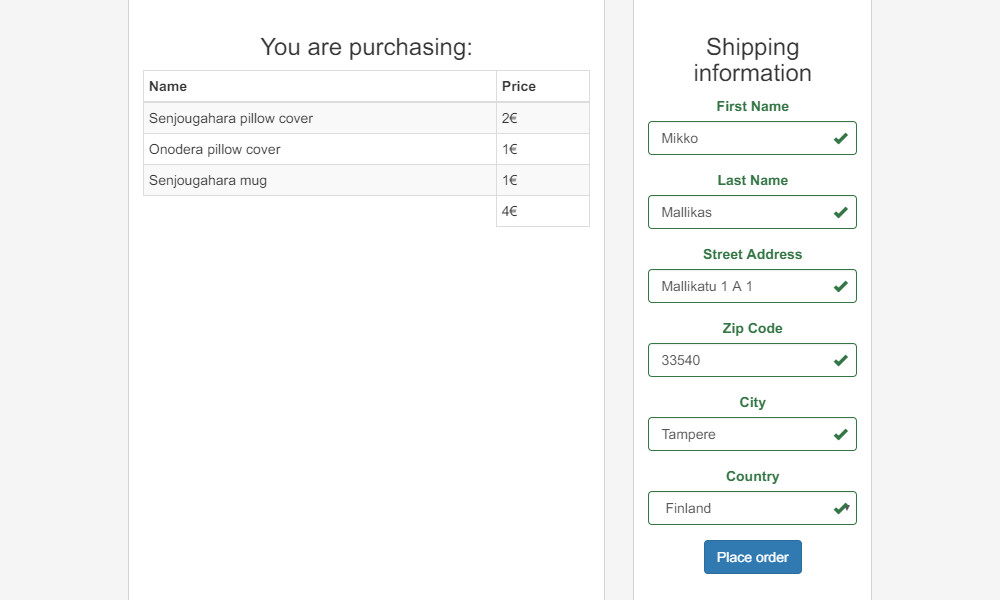 You are purchasing:
Name Price
Senjougahara pillow cover 2€
Onodera pillow cover 1€
Senjougahara mug 1€
4€
Shipping
information
First Name
Mikko
Last Name
Mallikas
Street Address
Mallikatu 1 A 1
Zip Code
33540
City
Tampere
Country
Finland
Place order